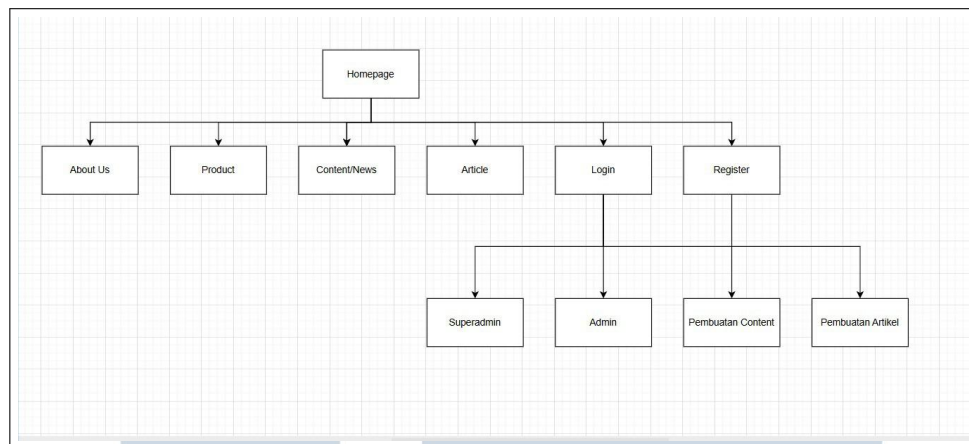 Homepage
About Us
Product
Content/News
Article
Login
Register
Superadmin
Admin
Pembuatan Content
Pembuatan Artikel